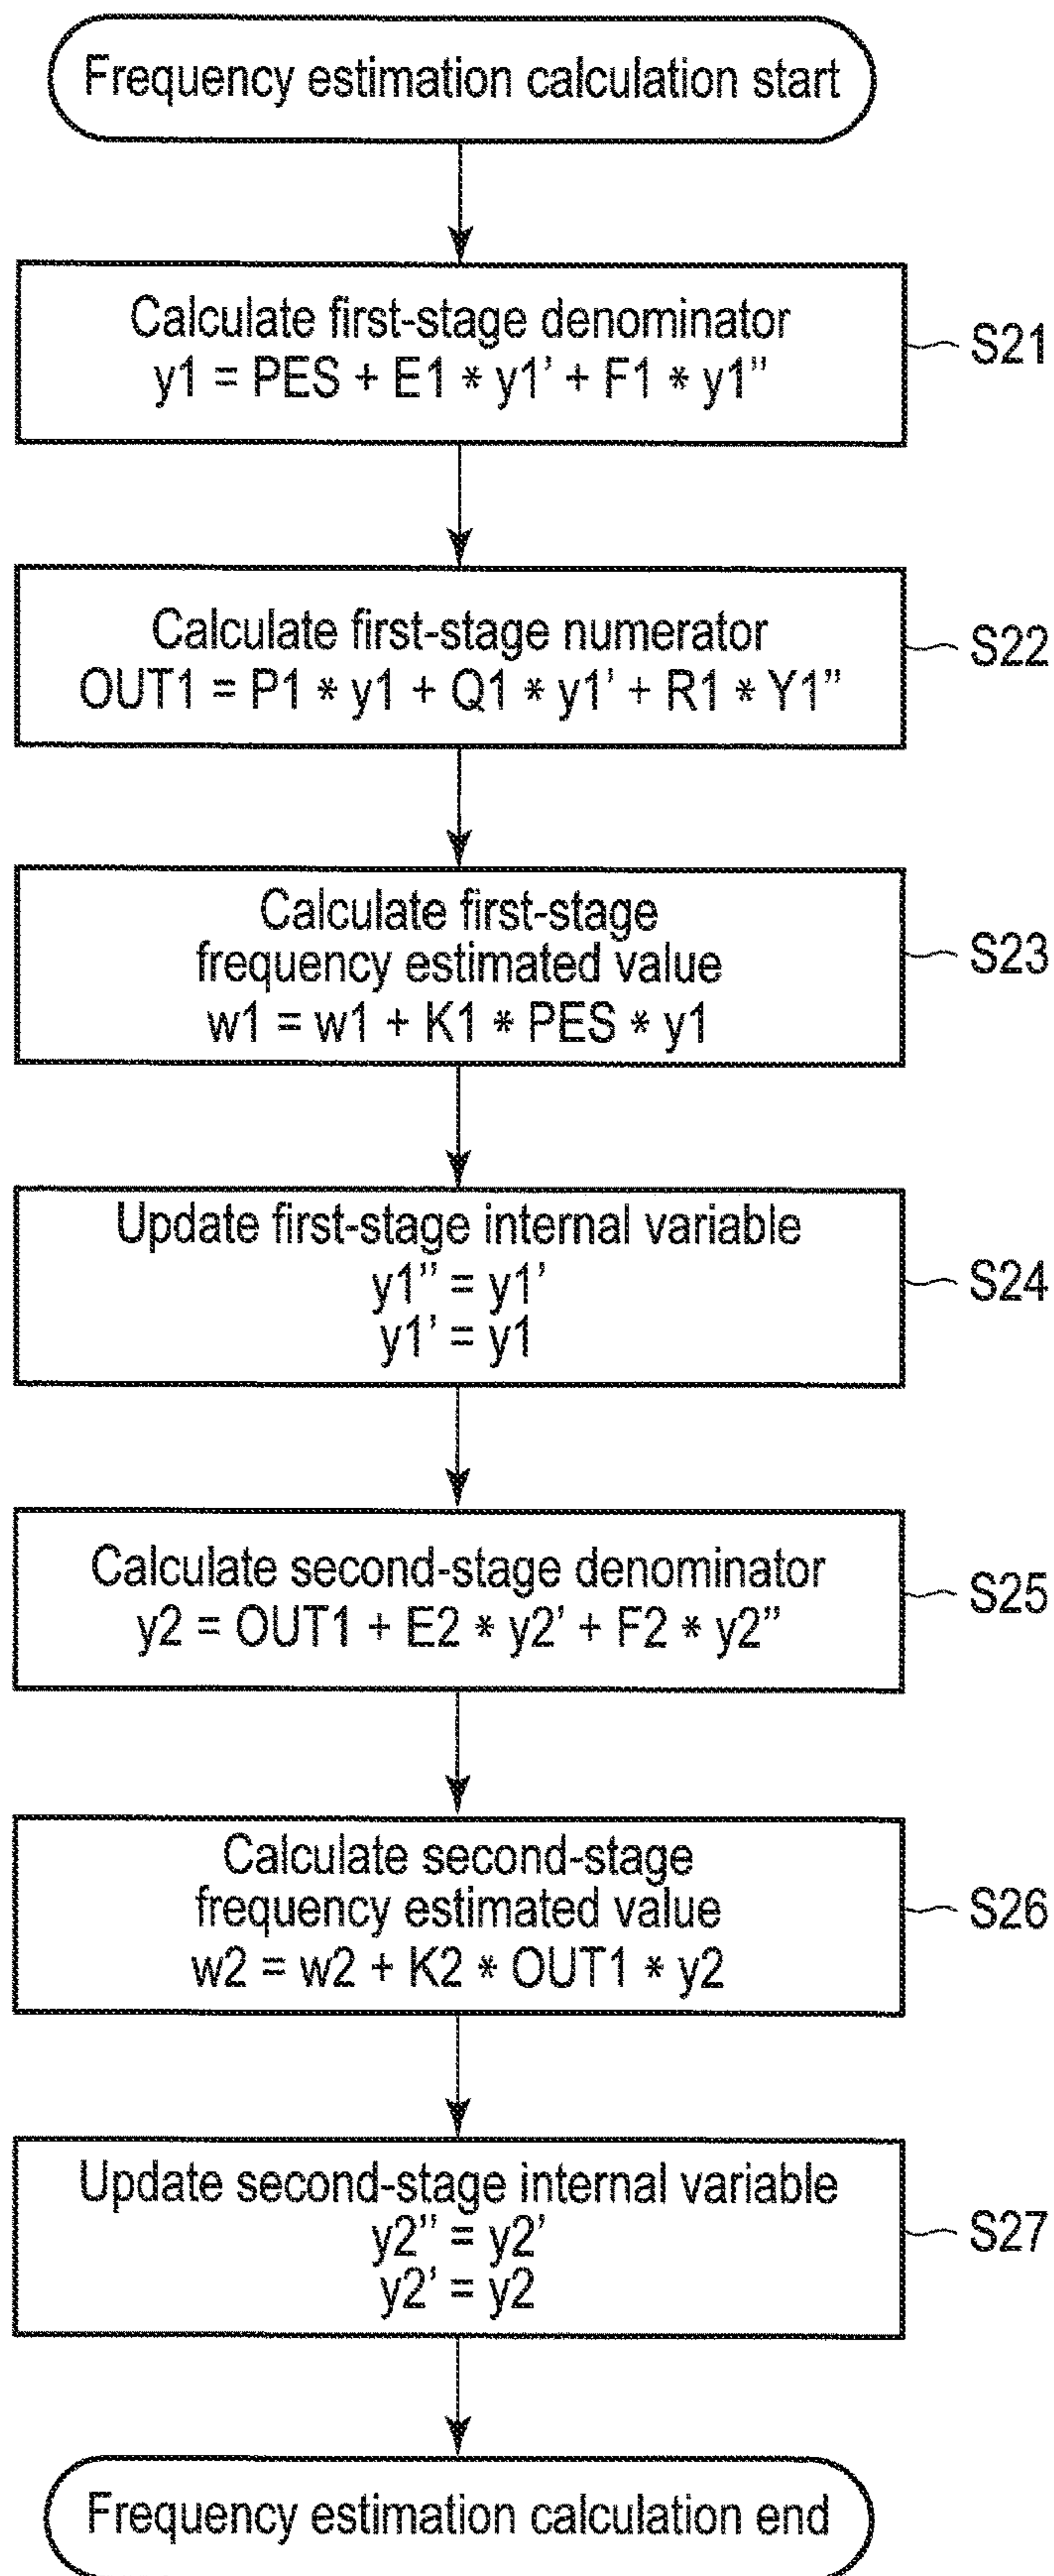 Frequency estimation calculation start
Calculate first-stage denominator
y1 = PES + E1 * y1’ + F1 * y1”
S21
Calculate first-stage numerator
OUT1 = P1 * y1 + Q1 * y1’ + R1 * Y1”
S22
Calculate first-stage
frequency estimated value
w1 = w1 + K1 * PES * y1
S23
Update first-stage internal variable
y1” = y1’
y1’ = y1
S24
Calculate second-stage denominator
y2 = OUT1 + E2 * y2’ + F2 * y2”
S25
Calculate second-stage
frequency estimated value
w2 = w2 + K2 * OUT1 * y2
S26
Update second-stage internal variable
y2” = y2’
y2’ = y2
S27
Frequency estimation calculation end